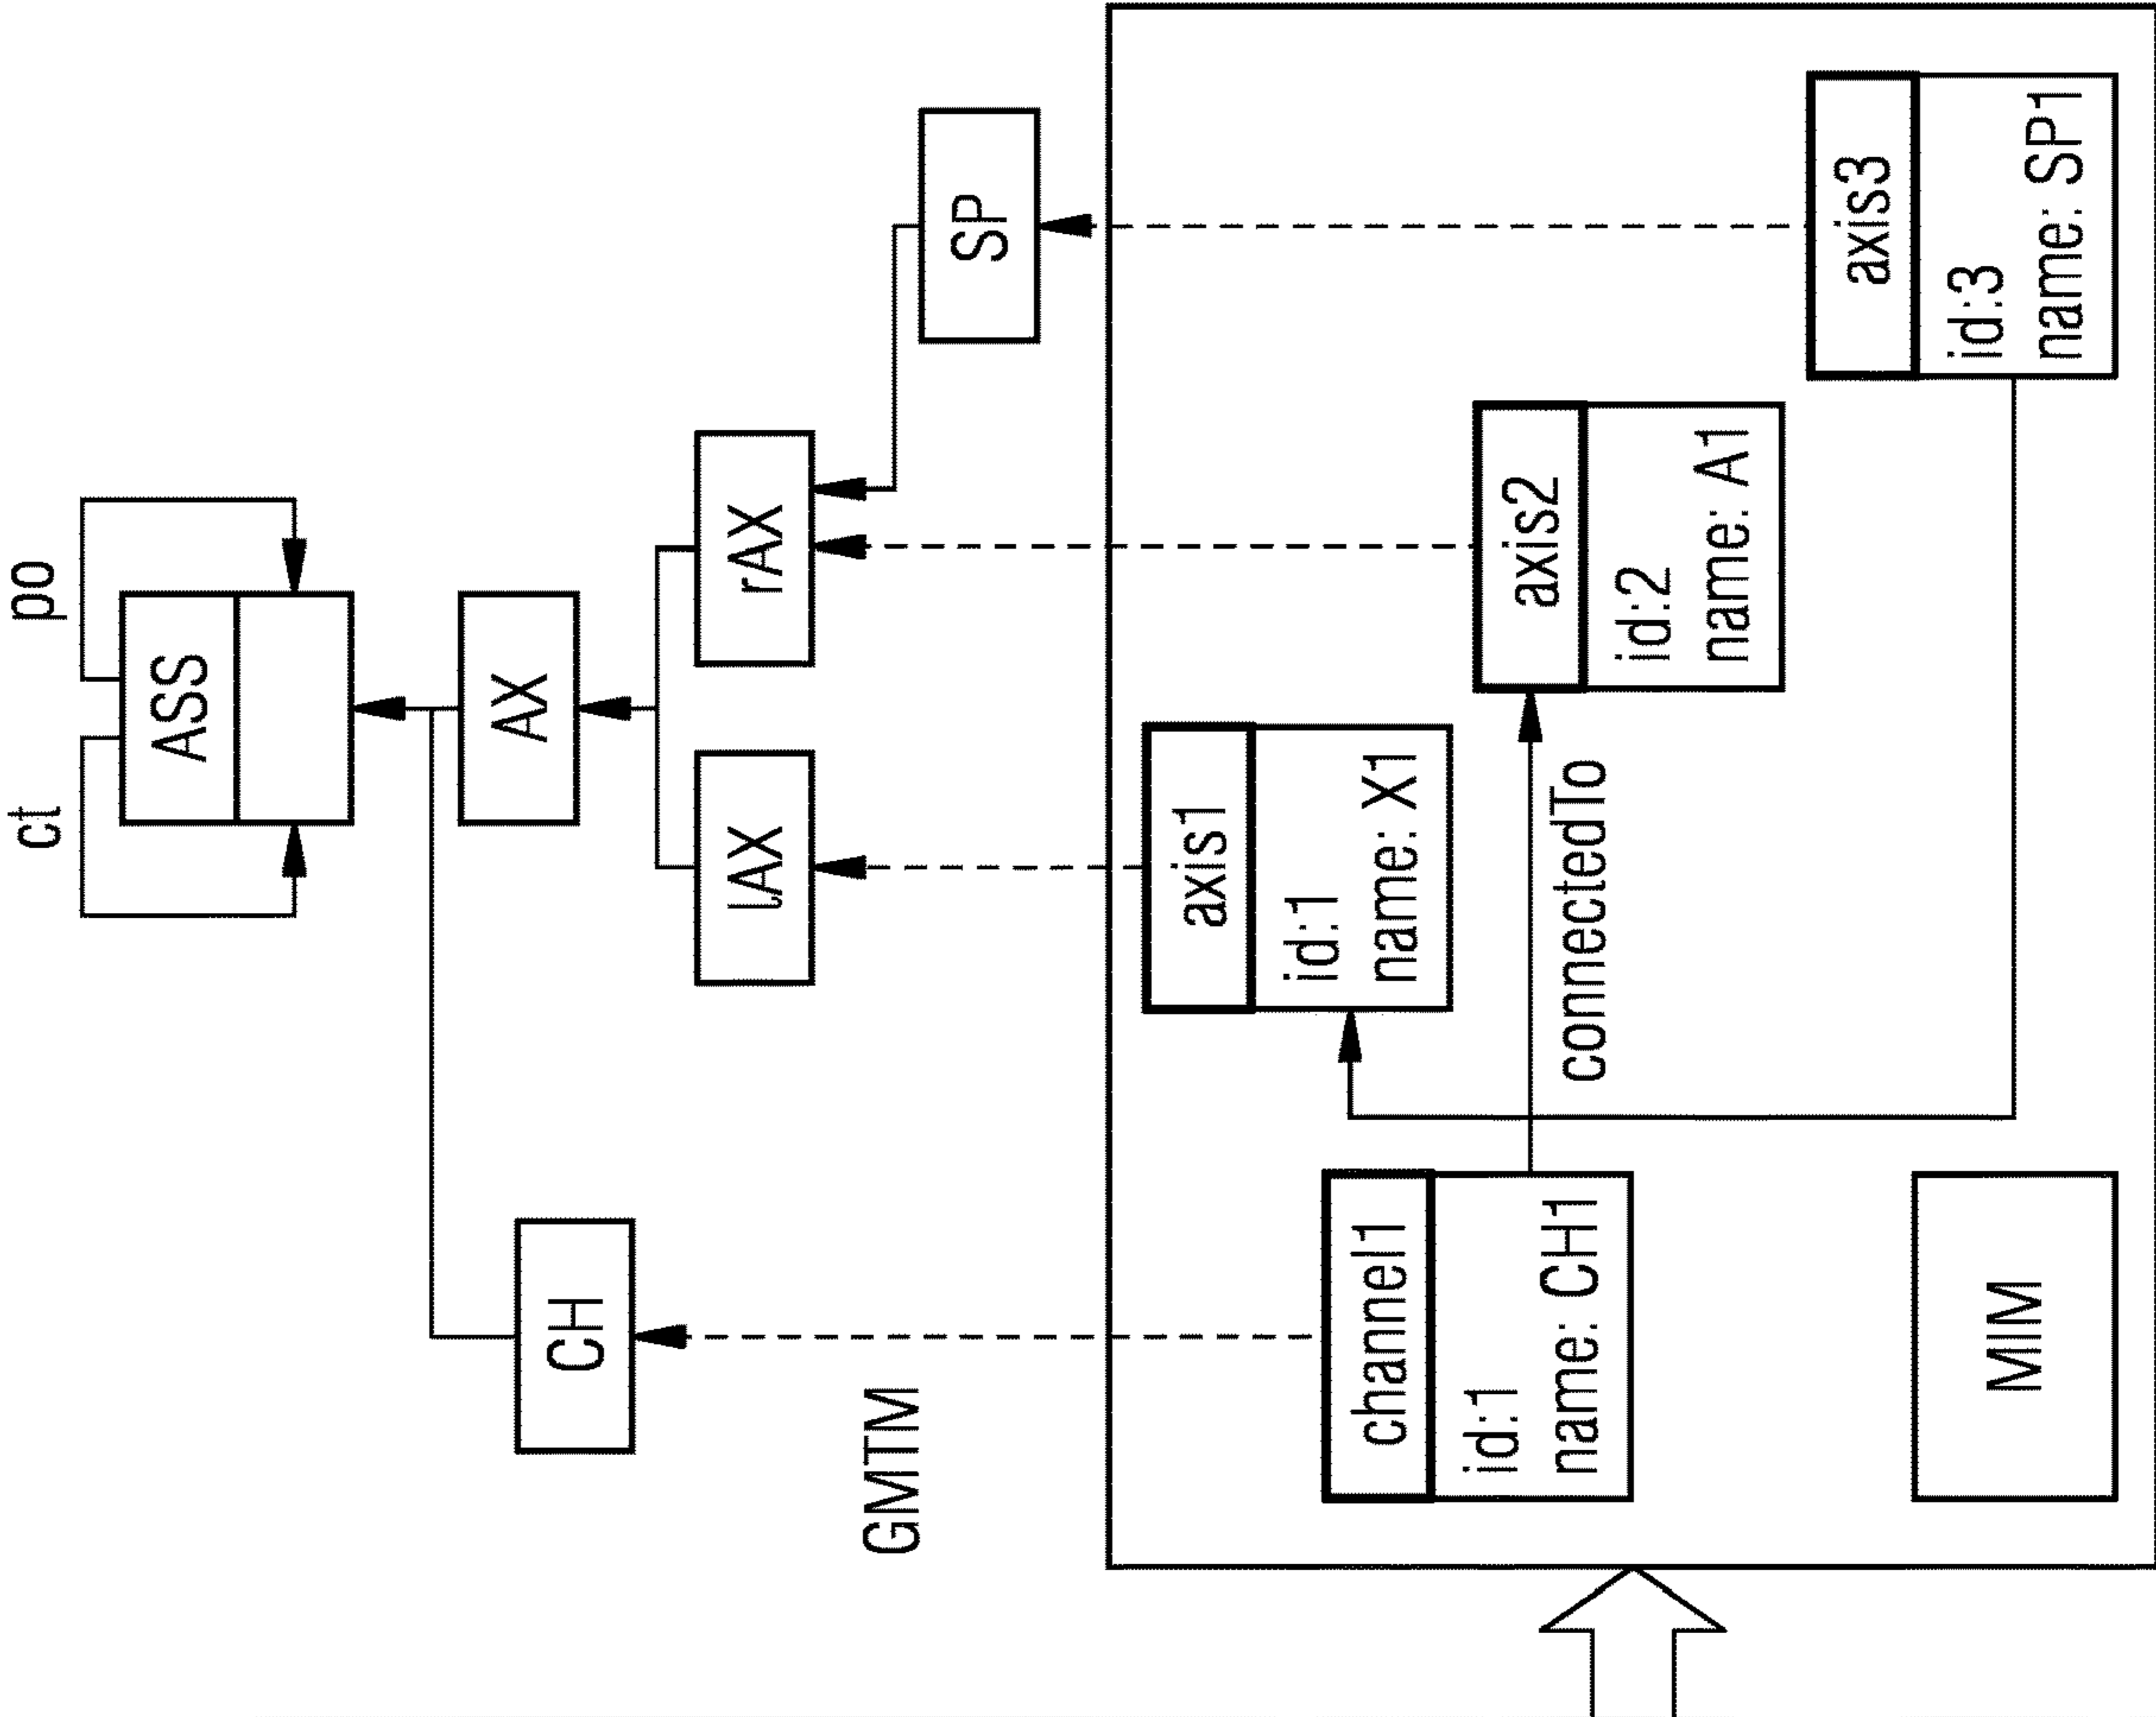 ct
po
ASS
AX
CH
lAX
rAX
GMTM
SP
axis1
id:1
name: X1
channel1
id:1
name: CH1
connectedTo
axis2
id:2
name: A1
axis3
id:3
name: SP1
MIM